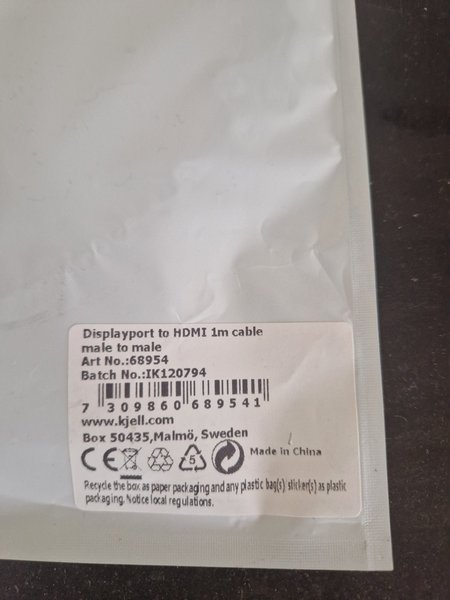 Displayport to HDMI 1m cable
male to male
Art No.:68954
Batch No.:IK120794
7 309860 689541
www.kjell.com
Box 50435,Malmö, Sweden
CE 5 Made in China
Recycle the box as paper packaging and any plastic bag(s) sticker(s) as plastic
packaging. Notice local regulations.